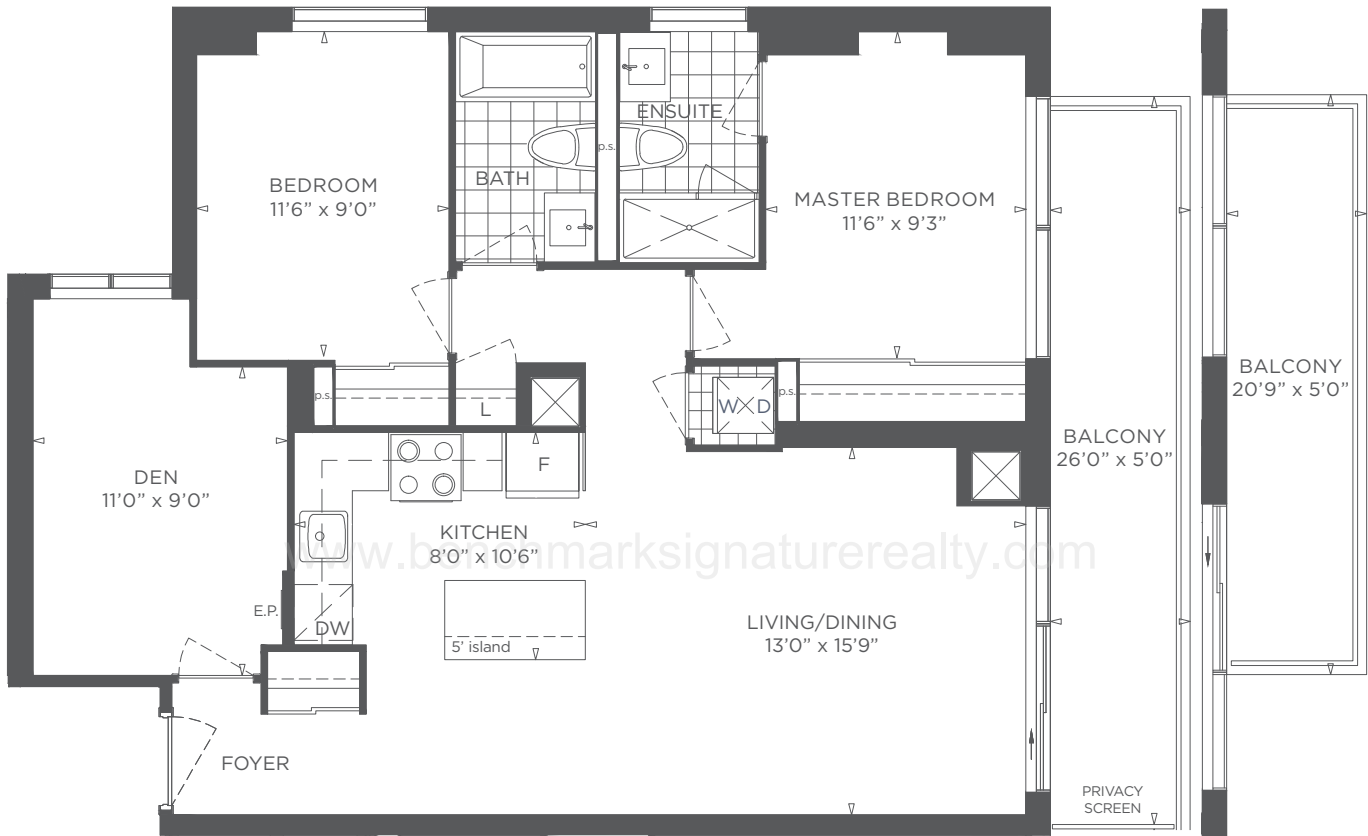 ENSUITE
p.s.
BATH
BEDROOM
11'6" x 9'0"
MASTER BEDROOM
11'6" x 9'3"
BALCONY
20'9" x 5'0"
p.s.
L
W D
p.s.
BALCONY
26'0" x 5'0"
F
DEN
11'0" x 9'0"
KITCHEN
8'0" x 10'6"
www.benchmarksignaturerealty.com
E.P.
DW
5' island
LIVING/DINING
13'0" x 15'9"
FOYER
PRIVACY
SCREEN